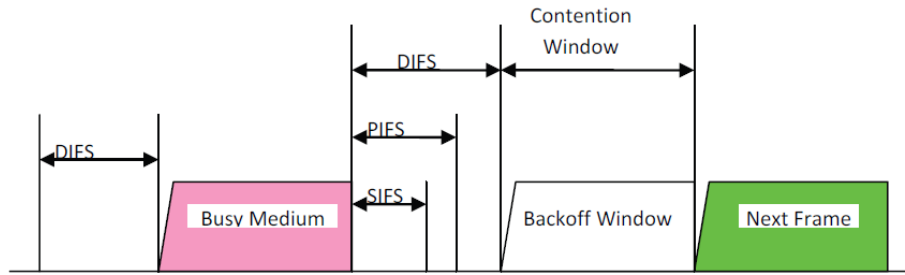 Contention
Window
DIFS
DIFS
PIFS
SIFS
Busy Medium
Backoff Window
Next Frame